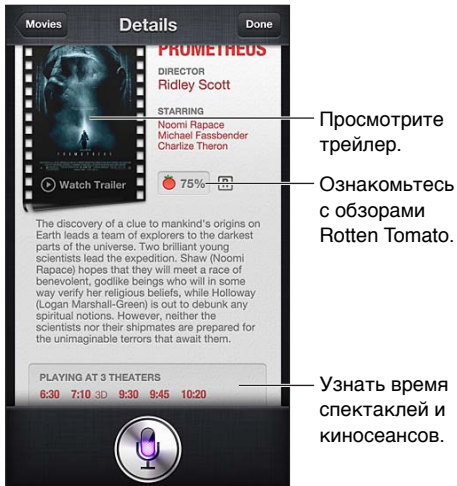 Movies
Details
Done
PROMETHEUS
DIRECTOR
Ridley Scott
STARRING
Noomi Rapace
Michael Fassbender
Charlize Theron
PROMETHEUS
Watch Trailer
75%
R
The discovery of a clue to mankind's origins on
Earth leads a team of explorers to the darkest
parts of the universe. Two brilliant young
scientists lead the expedition. Shaw (Noomi
Rapace) hopes that they will meet a race of
benevolent, godlike beings who will in some
way verify her religious beliefs, while Holloway
(Logan Marshall-Green) is out to debunk any
spiritual notions. However, neither the
scientists nor their shipmates are prepared for
the unimaginable terrors that await them.
PLAYING AT 3 THEATERS
6:30 7:10 3D 9:30 9:45 10:20
Просмотрите
трейлер.
Ознакомьтесь
с обзорами
Rotten Tomato.
Узнать время
спектаклей и
киносеансов.